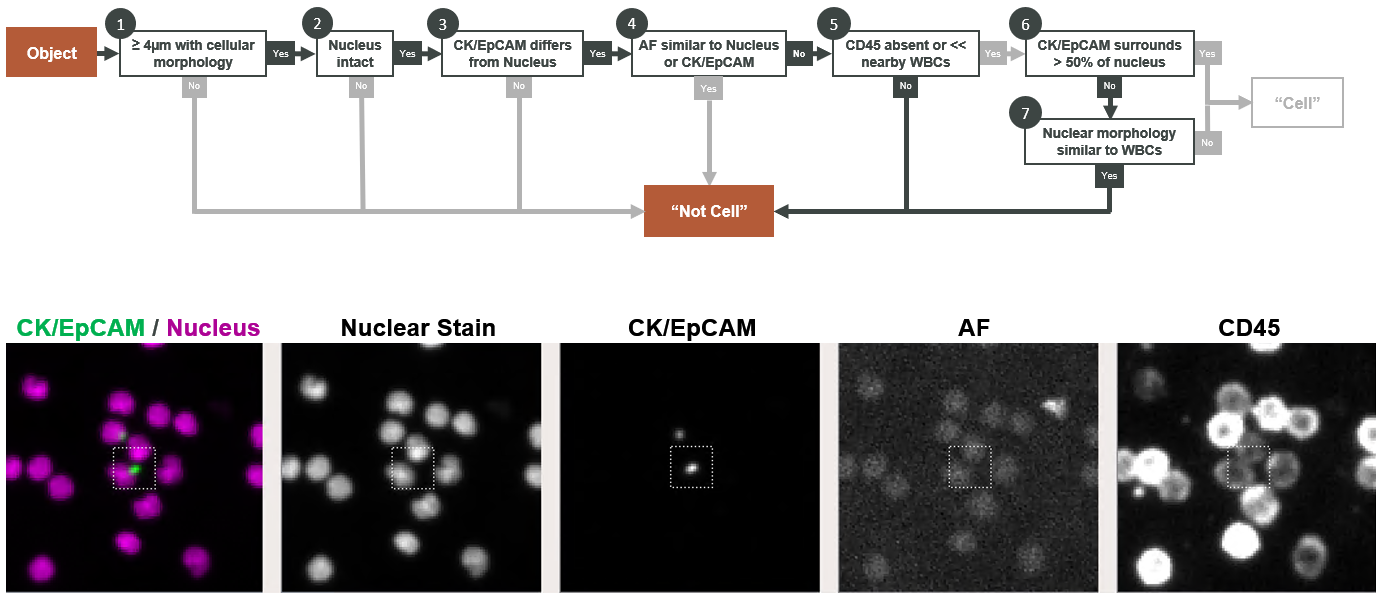 Object
1
≥ 4µm with cellular
morphology
Yes
No
2
Nucleus
intact
Yes
No
3
CK/EpCAM differs
from Nucleus
Yes
No
4
AF similar to Nucleus
or CK/EpCAM
No
Yes
5
CD45 absent or <<
nearby WBCs
Yes
No
6
CK/EpCAM surrounds
> 50% of nucleus
Yes
No
7
Nuclear morphology
similar to WBCs
No
Yes
“Cell”
“Not Cell”
CK/EpCAM / Nucleus
Nuclear Stain
CK/EpCAM
AF
CD45